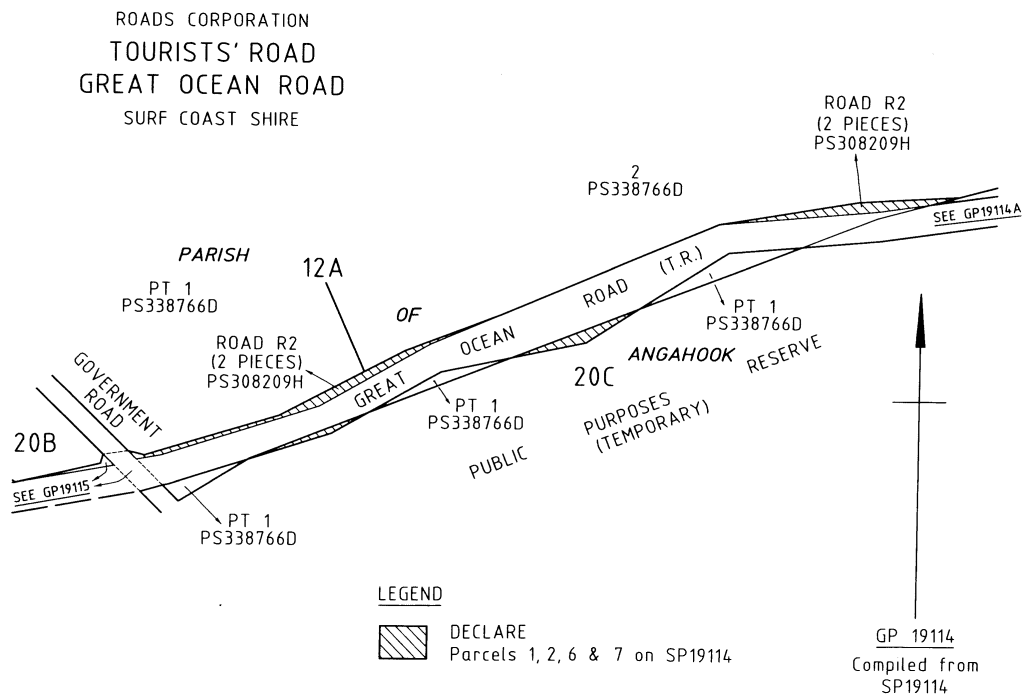 ROADS CORPORATION
TOURISTS' ROAD
GREAT OCEAN ROAD
SURF COAST SHIRE
ROAD R2
(2 PIECES)
PS308209H
2
PS338766D
SEE GP19114A
PARISH
12A
PT 1
PS338766D
OF
ROAD (T.R.)
OCEAN
GREAT
PT 1
PS338766D
ROAD R2
(2 PIECES)
PS308209H
ANGAHOOK
RESERVE
20C
GOVERNMENT
ROAD
PT 1
PS338766D
PURPOSES
(TEMPORARY)
PUBLIC
20B
SEE GP19115
PT 1
PS338766D
LEGEND
DECLARE
Parcels 1, 2, 6 & 7 on SP19114
GP 19114
Compiled from
SP19114